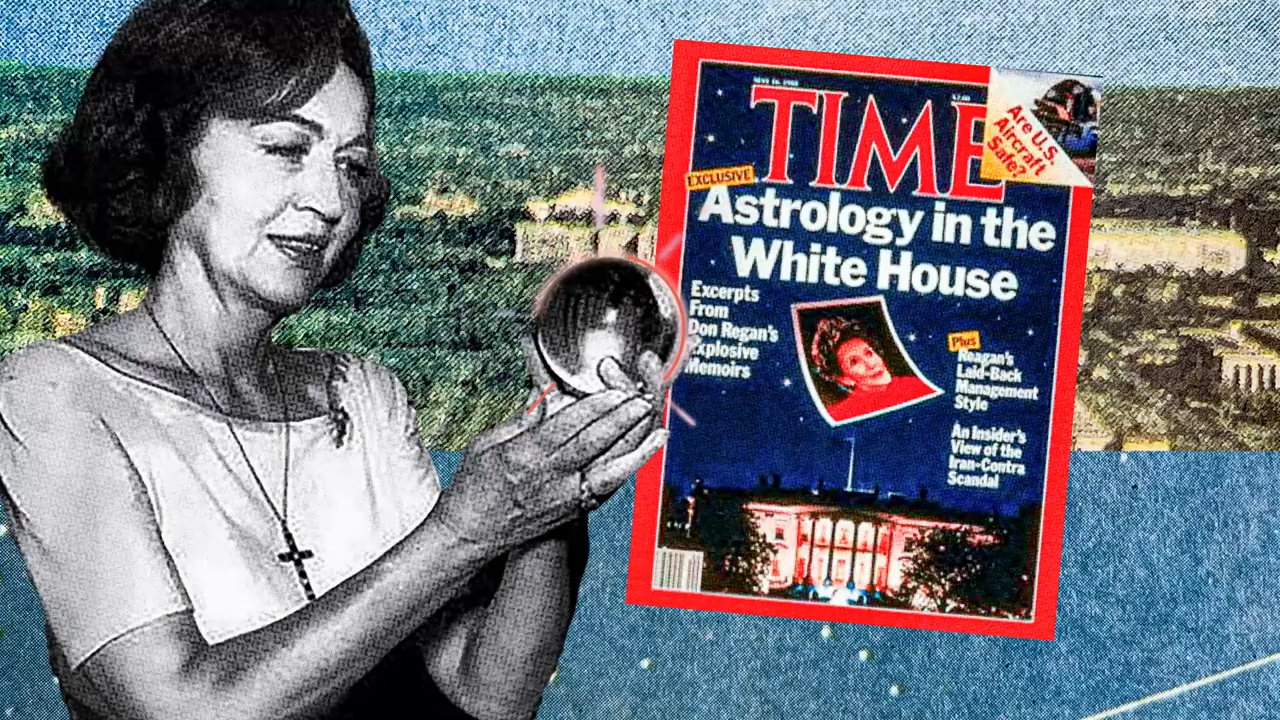 TIME
Are U.S.
Aircraft
Safe?
EXCLUSIVE
Astrology in the
White House
Excerpts
From
Don Regan's
Explosive
Memoirs
Plus
Reagan's
Laid-Back
Management
Style
An Insider's
View of the
Iran-Contra
Scandal